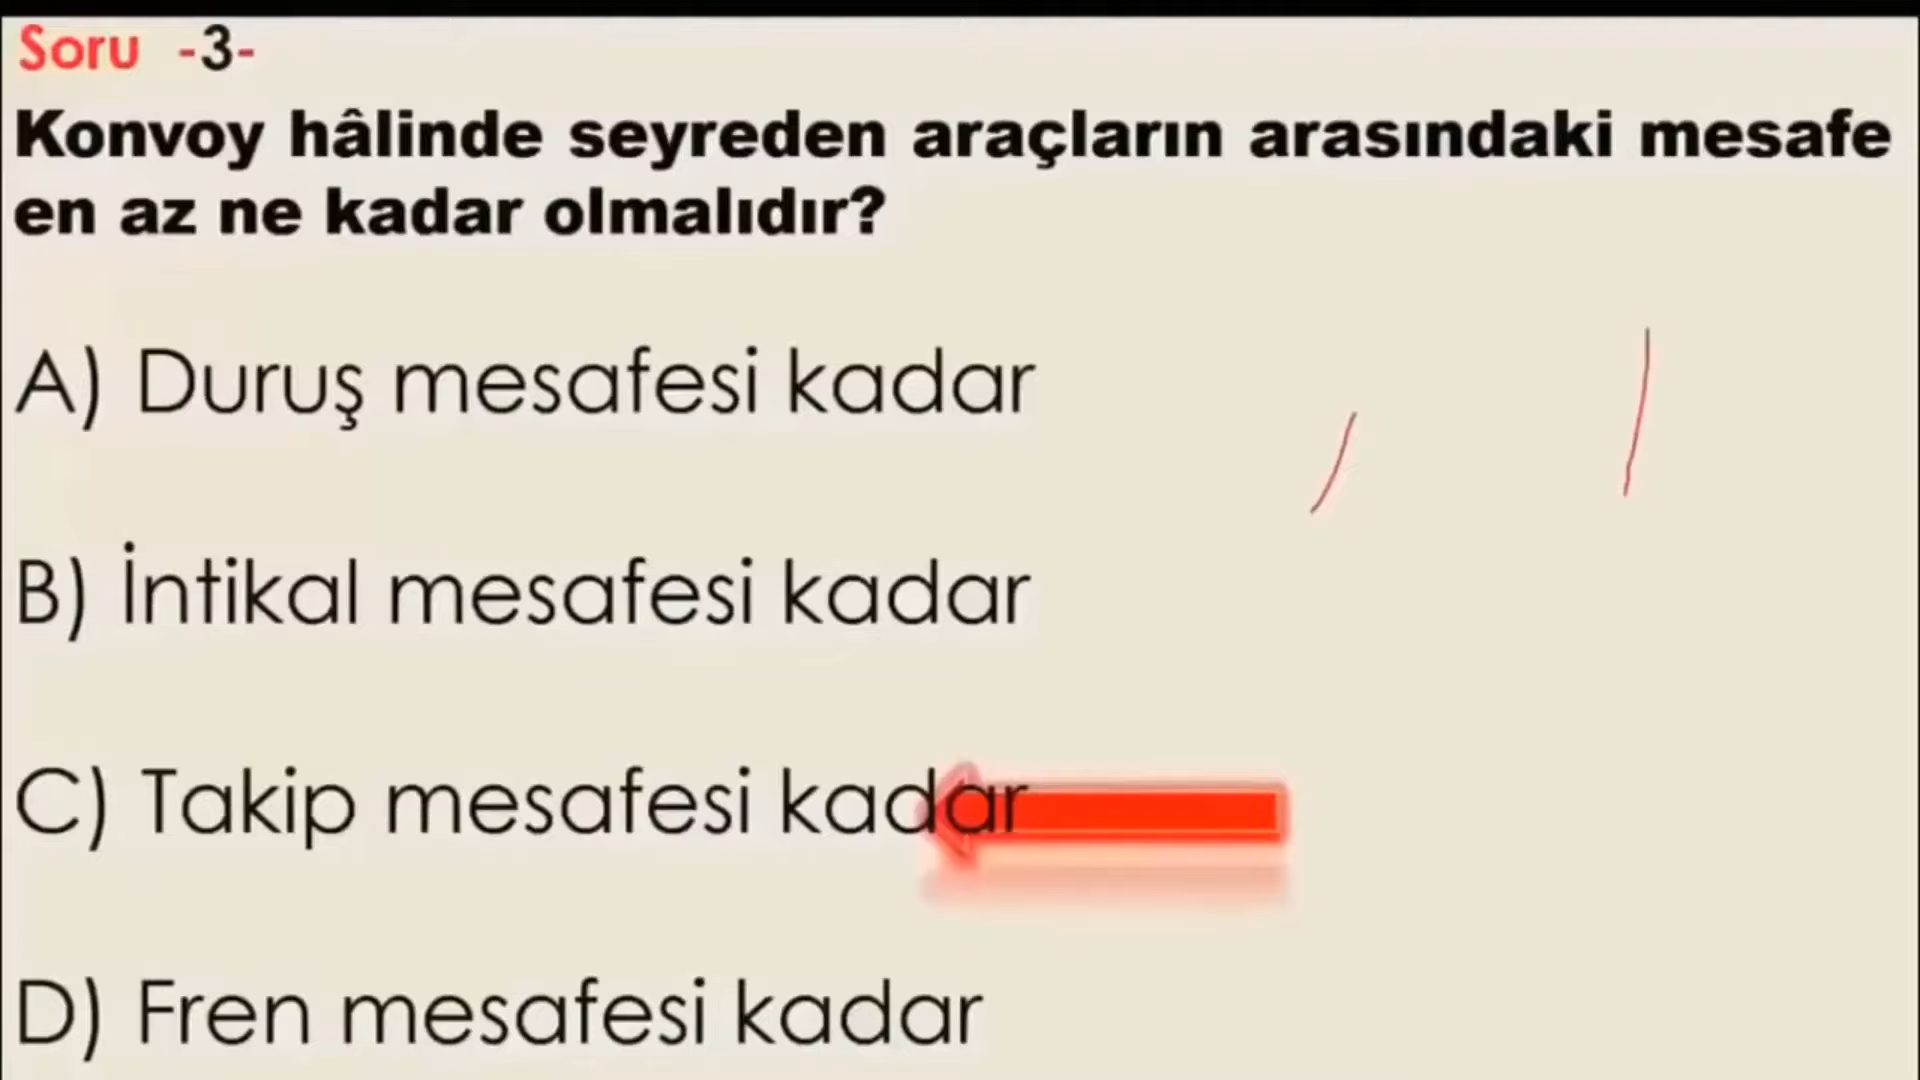 Soru -3-
Konvoy hâlinde seyreden araçların arasındaki mesafe
en az ne kadar olmalıdır?
A) Duruş mesafesi kadar
B) İntikal mesafesi kadar
C) Takip mesafesi kadar
D) Fren mesafesi kadar